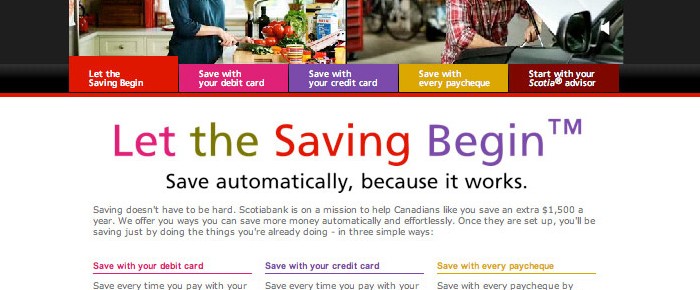 Let the
Saving Begin
Save with
your debit card
Save with
your credit card
Save with
every paycheque
Start with your
Scotia® advisor
Let the Saving Begin™
Save automatically, because it works.
Saving doesn't have to be hard. Scotiabank is on a mission to help Canadians like you save an extra $1,500 a
year. We offer you ways you can save more money automatically and effortlessly. Once they are set up, you'll be
saving just by doing the things you're already doing - in three simple ways:
Save with your debit card
Save with your credit card
Save with every paycheque
Save every time you pay with your
Save every time you pay with your
Save with every paycheque by